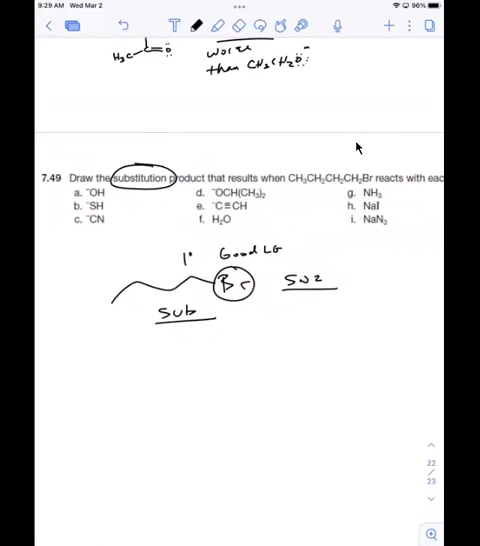 9:29 AM Wed Mar 2
96%
H₃C
:Ö:
worse
than CH₃CH₂Ö:⁻
7.49 Draw the substitution product that results when CH₃CH₂CH₂CH₂Br reacts with eac
a. ⁻OH
d. ⁻OCH(CH₃)₂
g. NH₃
b. ⁻SH
e. ⁻C≡CH
h. NaI
c. ⁻CN
f. H₂O
i. NaN₃
1° Good LG
Br
SN2
Sub
22
/
23